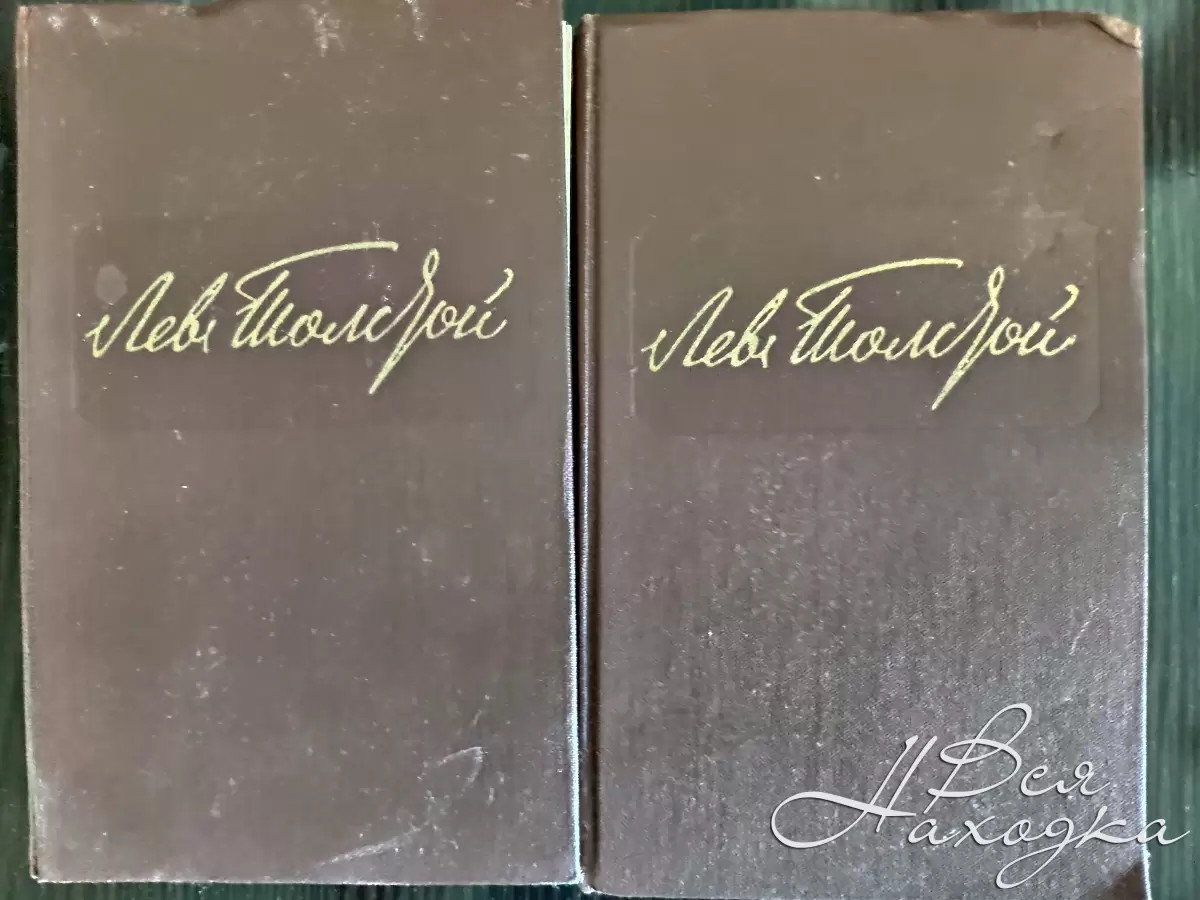 Левъ Толстой
Левъ Толстой
Вся
Находка